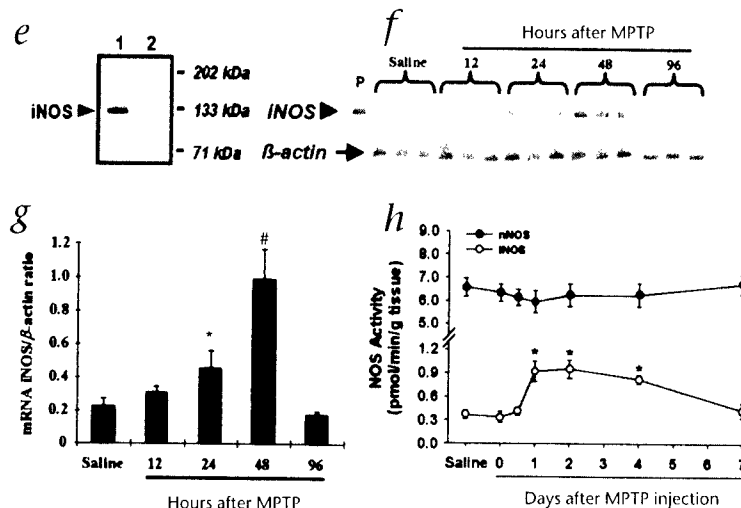 e
1 2
202 kDa
iNOS 133 kDa
71 kDa
f
Hours after MPTP
P Saline 12 24 48 96
iNOS
ß-actin
g
mRNA iNOS/β-actin ratio
1.2
1.0
0.8
0.6
0.4
0.2
0
* #
Saline 12 24 48 96
Hours after MPTP
h
nNOS
iNOS
NOS Activity
(pmol/min/g tissue)
9.0
8.0
7.0
6.0
5.0
1.2
0.9
0.6
0.3
0.0
* * *
Saline 0 1 2 3 4 5 6 7
Days after MPTP injection